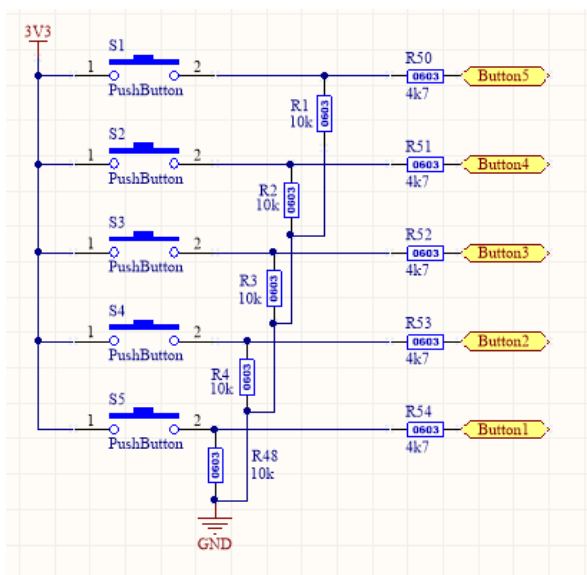 3V3
S1
1
2
PushButton
R50
0603
4k7
Button5
R1
10k
0603
S2
1
2
PushButton
R51
0603
4k7
Button4
R2
10k
0603
S3
1
2
PushButton
R52
0603
4k7
Button3
R3
10k
0603
S4
1
2
PushButton
R53
0603
4k7
Button2
R4
10k
0603
S5
1
2
PushButton
R54
0603
4k7
Button1
R48
10k
0603
GND